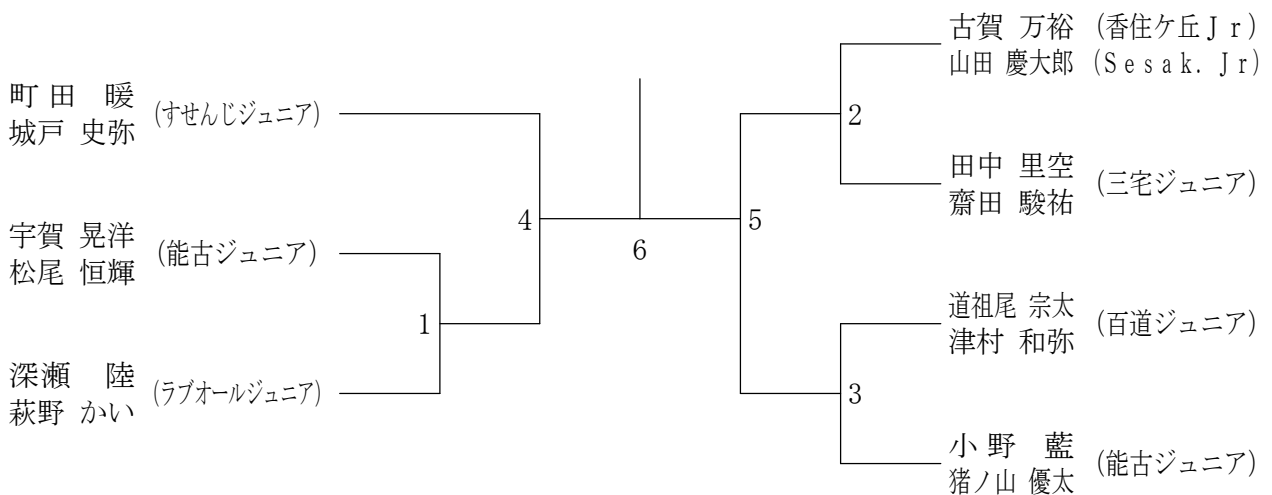 町田 暖
城戸 史弥
(すせんじジュニア)
宇賀 晃洋
松尾 恒輝
(能古ジュニア)
深瀬 陸
萩野 かい
(ラブオールジュニア)
1
4
6
5
2
3
古賀 万裕 (香住ケ丘Jr)
山田 慶大郎 (Sesak. Jr)
田中 里空
齋田 駿祐
(三宅ジュニア)
道祖尾 宗太
津村 和弥
(百道ジュニア)
小野 藍
猪ノ山 優太
(能古ジュニア)